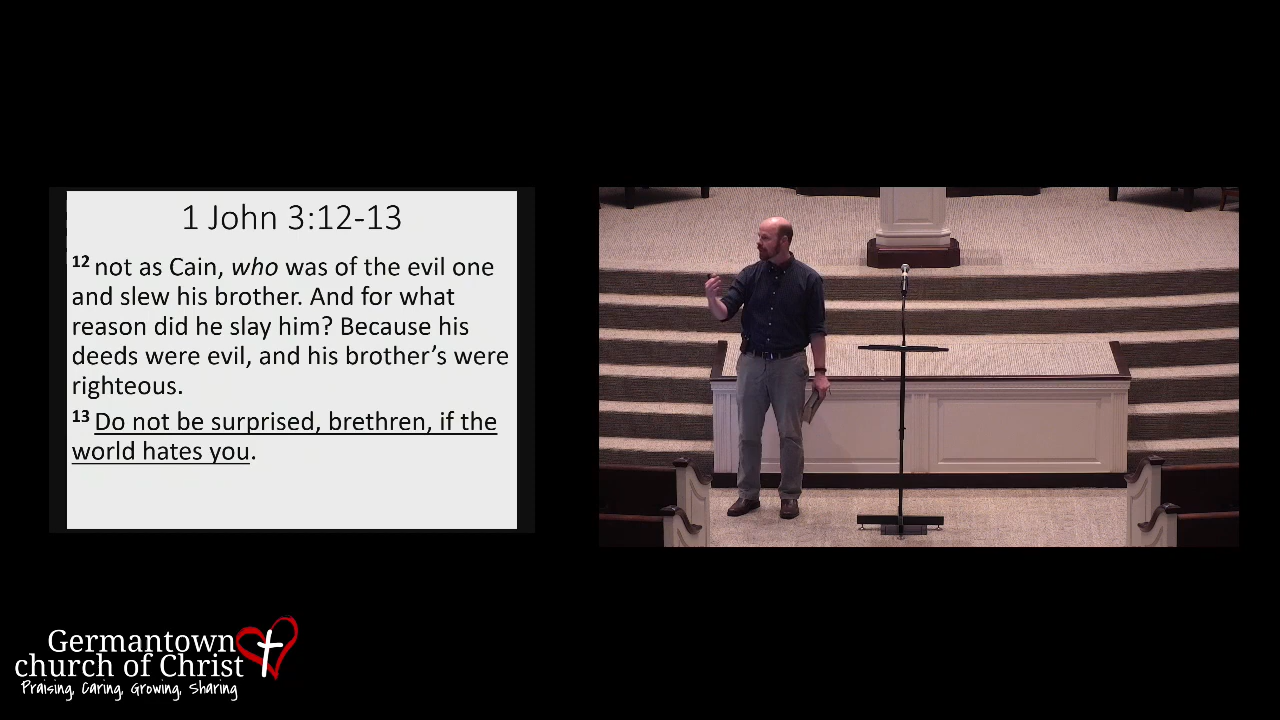 1 John 3:12-13
12 not as Cain, who was of the evil one
and slew his brother. And for what
reason did he slay him? Because his
deeds were evil, and his brother's were
righteous.
13 Do not be surprised, brethren, if the
world hates you.
Germantown
church of Christ
Praising, Caring, Growing, Sharing